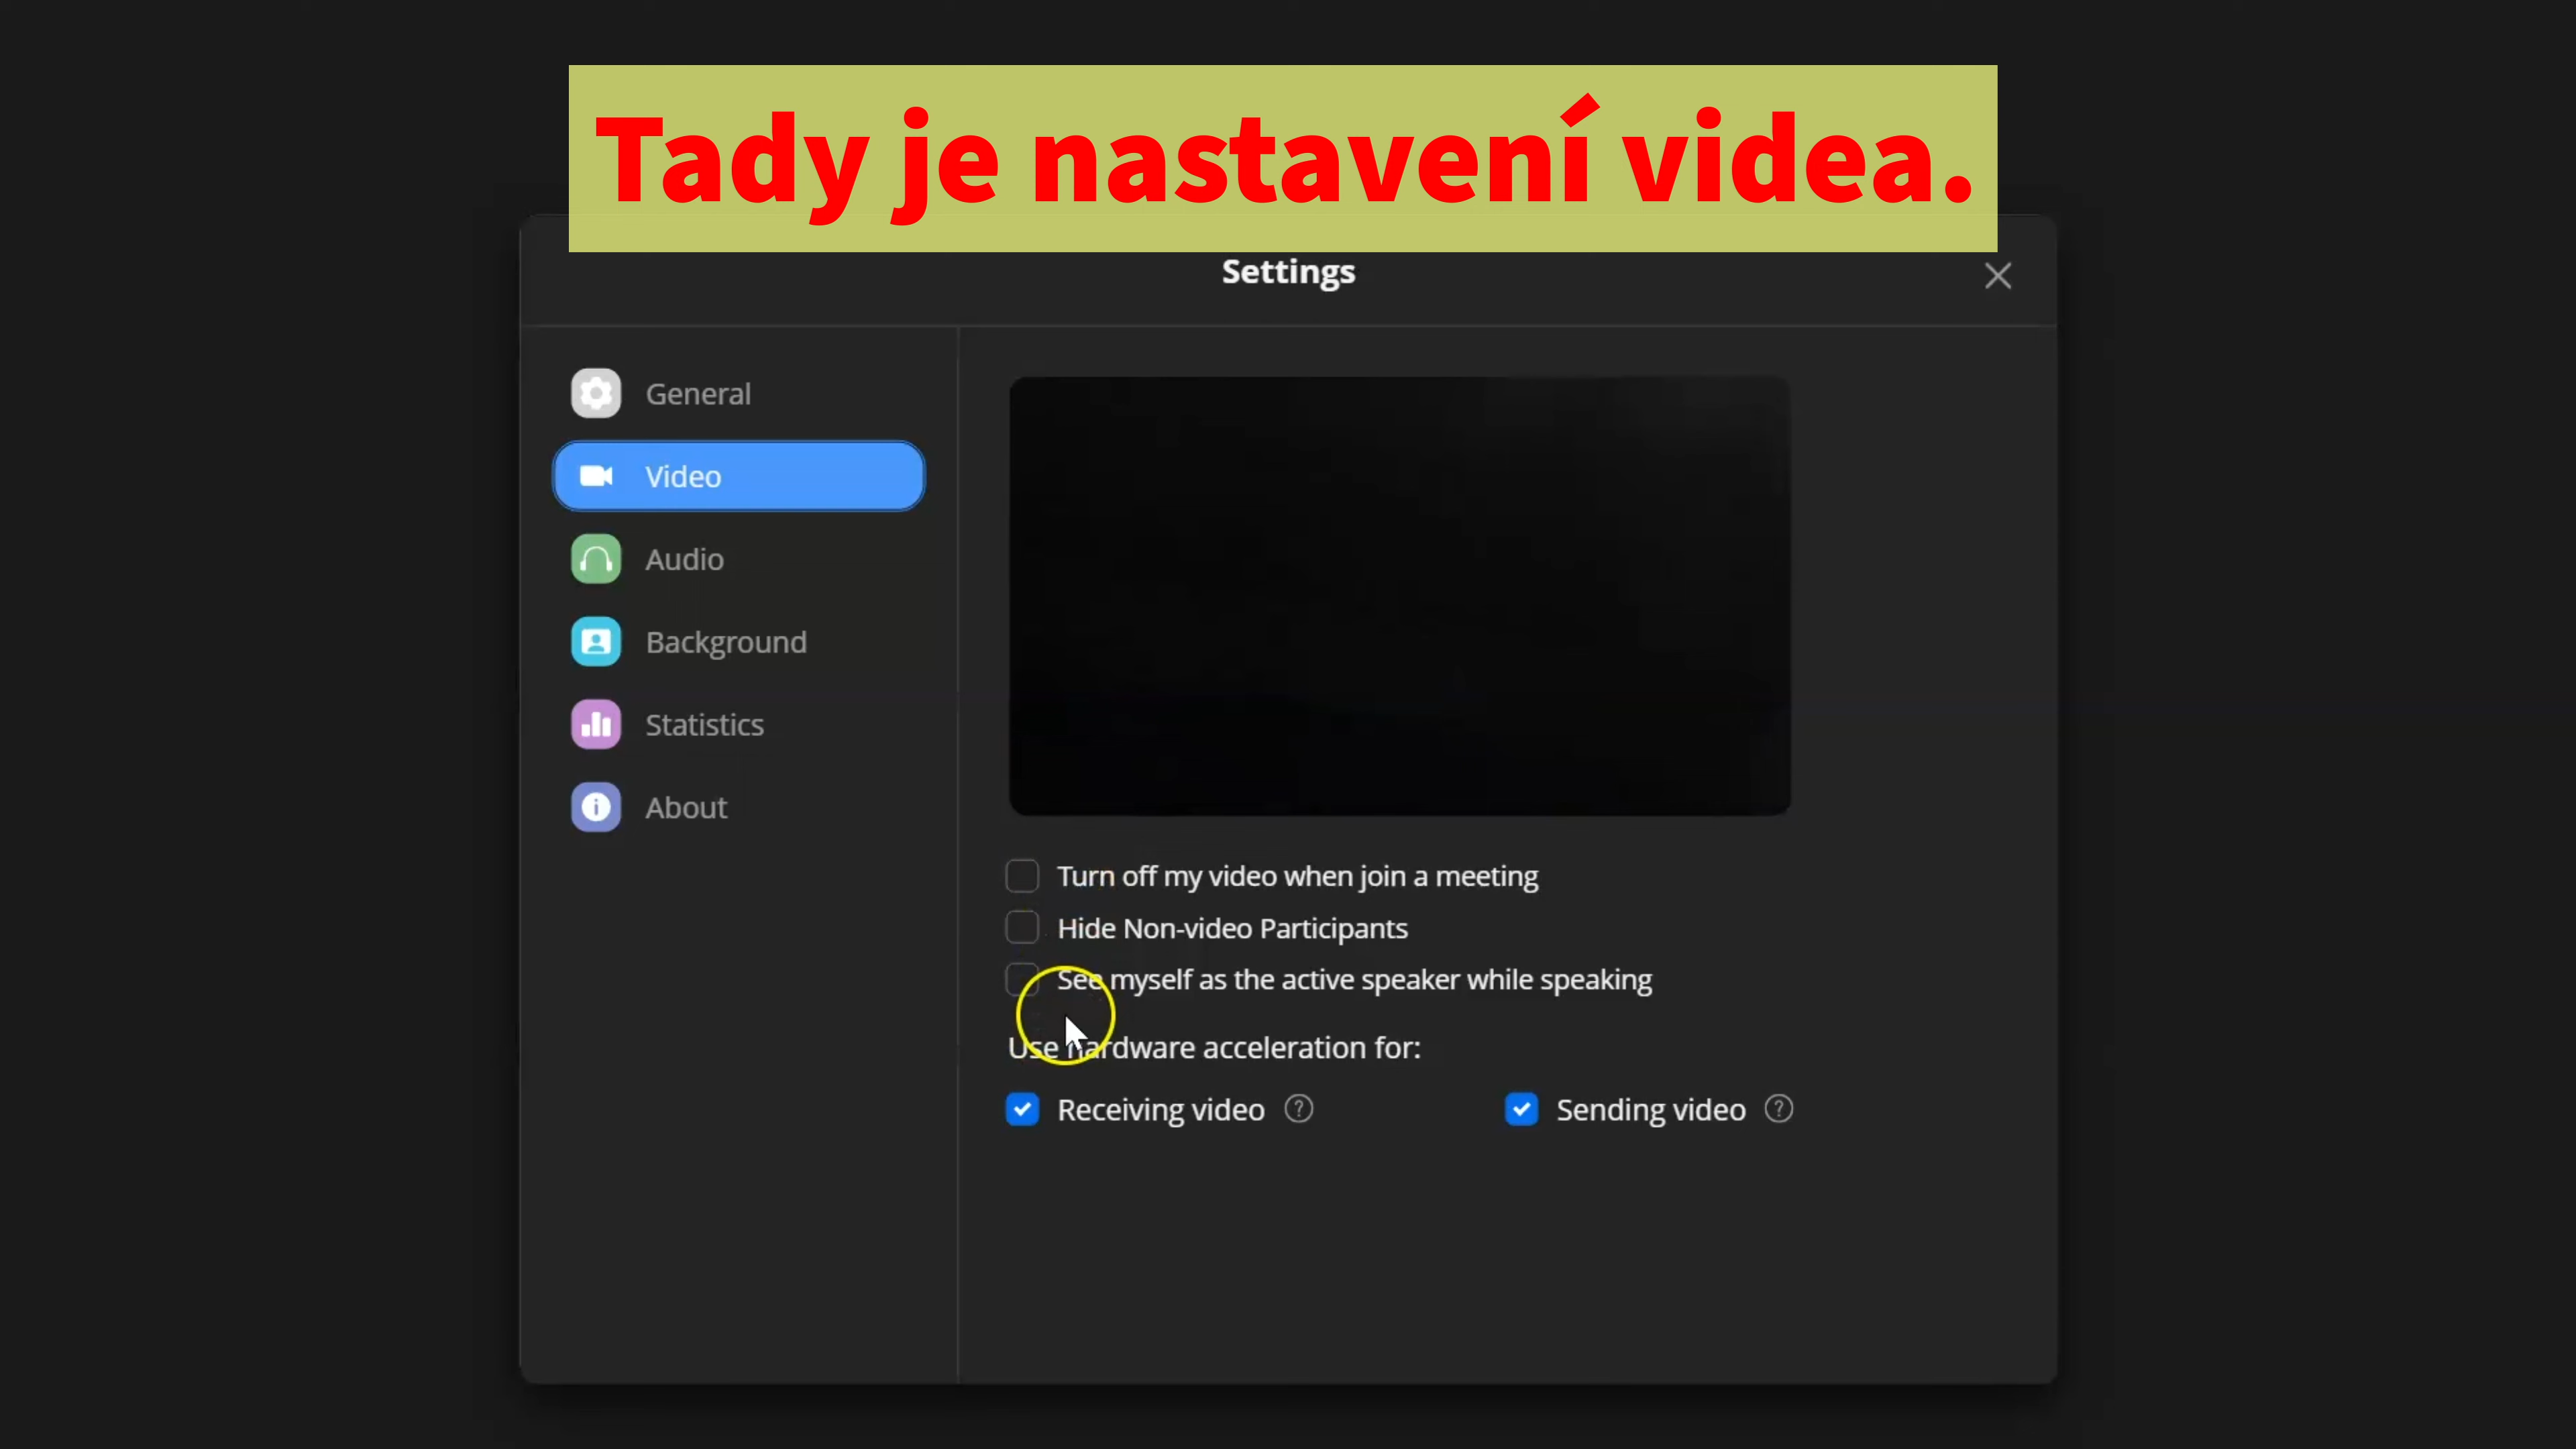 Tady je nastavení videa.
Settings
General
Video
Audio
Background
Statistics
About
Turn off my video when join a meeting
Hide Non-video Participants
See myself as the active speaker while speaking
Use hardware acceleration for:
Receiving video ?
Sending video ?